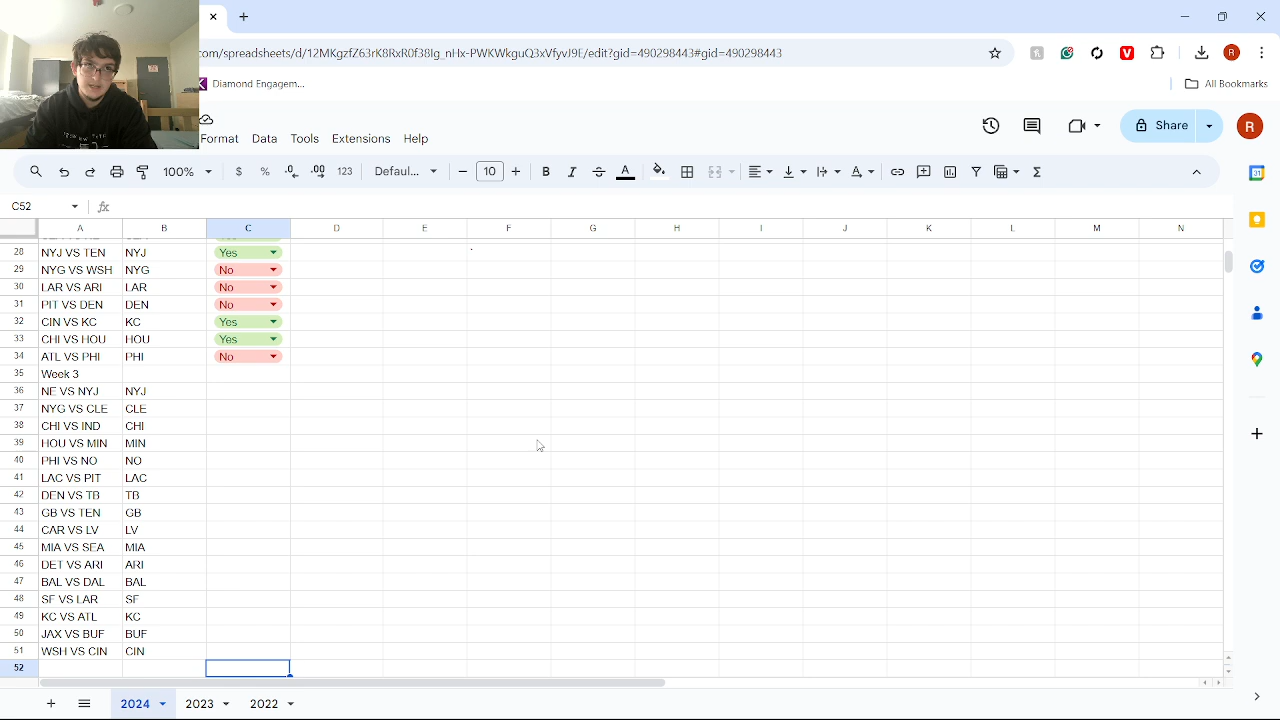 com/spreadsheets/d/12MKqzf763rK8RxR0f38Ig_nHx-PWKWkguQ3xWyvJ9F/edit?gid=490298443#gid=490298443
Diamond Engagem...
All Bookmarks
Format Data Tools Extensions Help
Share
R
100% $ % .0 .00 123 Defaul... 10 B I S A
C52 fx
A B C D E F G H I J K L M N
28 NYJ VS TEN NYJ Yes
29 NYG VS WSH NYG No
30 LAR VS ARI LAR No
31 PIT VS DEN DEN No
32 CIN VS KC KC Yes
33 CHI VS HOU HOU Yes
34 ATL VS PHI PHI No
35 Week 3
36 NE VS NYJ NYJ
37 NYG VS CLE CLE
38 CHI VS IND CHI
39 HOU VS MIN MIN
40 PHI VS NO NO
41 LAC VS PIT LAC
42 DEN VS TB TB
43 GB VS TEN GB
44 CAR VS LV LV
45 MIA VS SEA MIA
46 DET VS ARI ARI
47 BAL VS DAL BAL
48 SF VS LAR SF
49 KC VS ATL KC
50 JAX VS BUF BUF
51 WSH VS CIN CIN
52
2024 2023 2022